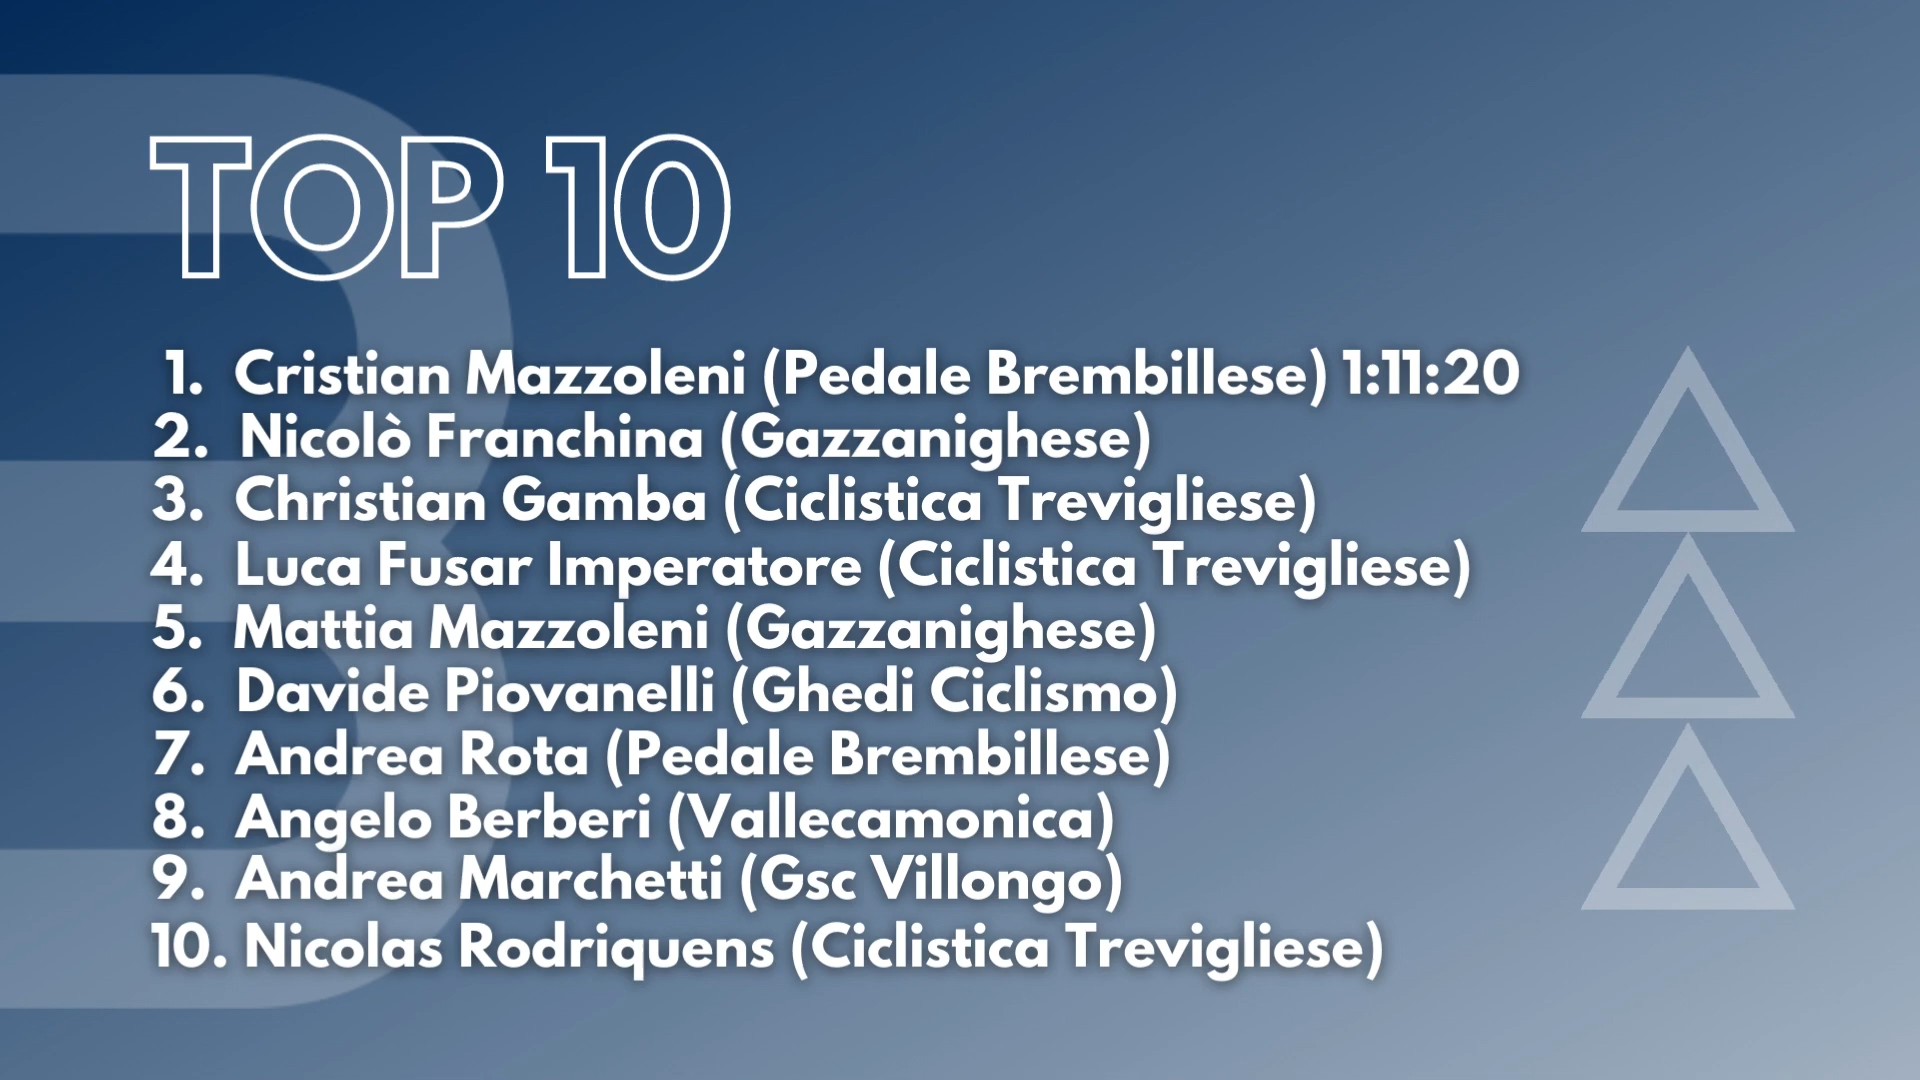 TOP 10
1. Cristian Mazzoleni (Pedale Brembillese) 1:11:20
2. Nicolò Franchina (Gazzanighese)
3. Christian Gamba (Ciclistica Trevigliese)
4. Luca Fusar Imperatore (Ciclistica Trevigliese)
5. Mattia Mazzoleni (Gazzanighese)
6. Davide Piovanelli (Ghedi Ciclismo)
7. Andrea Rota (Pedale Brembillese)
8. Angelo Berberi (Vallecamonica)
9. Andrea Marchetti (Gsc Villongo)
10. Nicolas Rodriquens (Ciclistica Trevigliese)